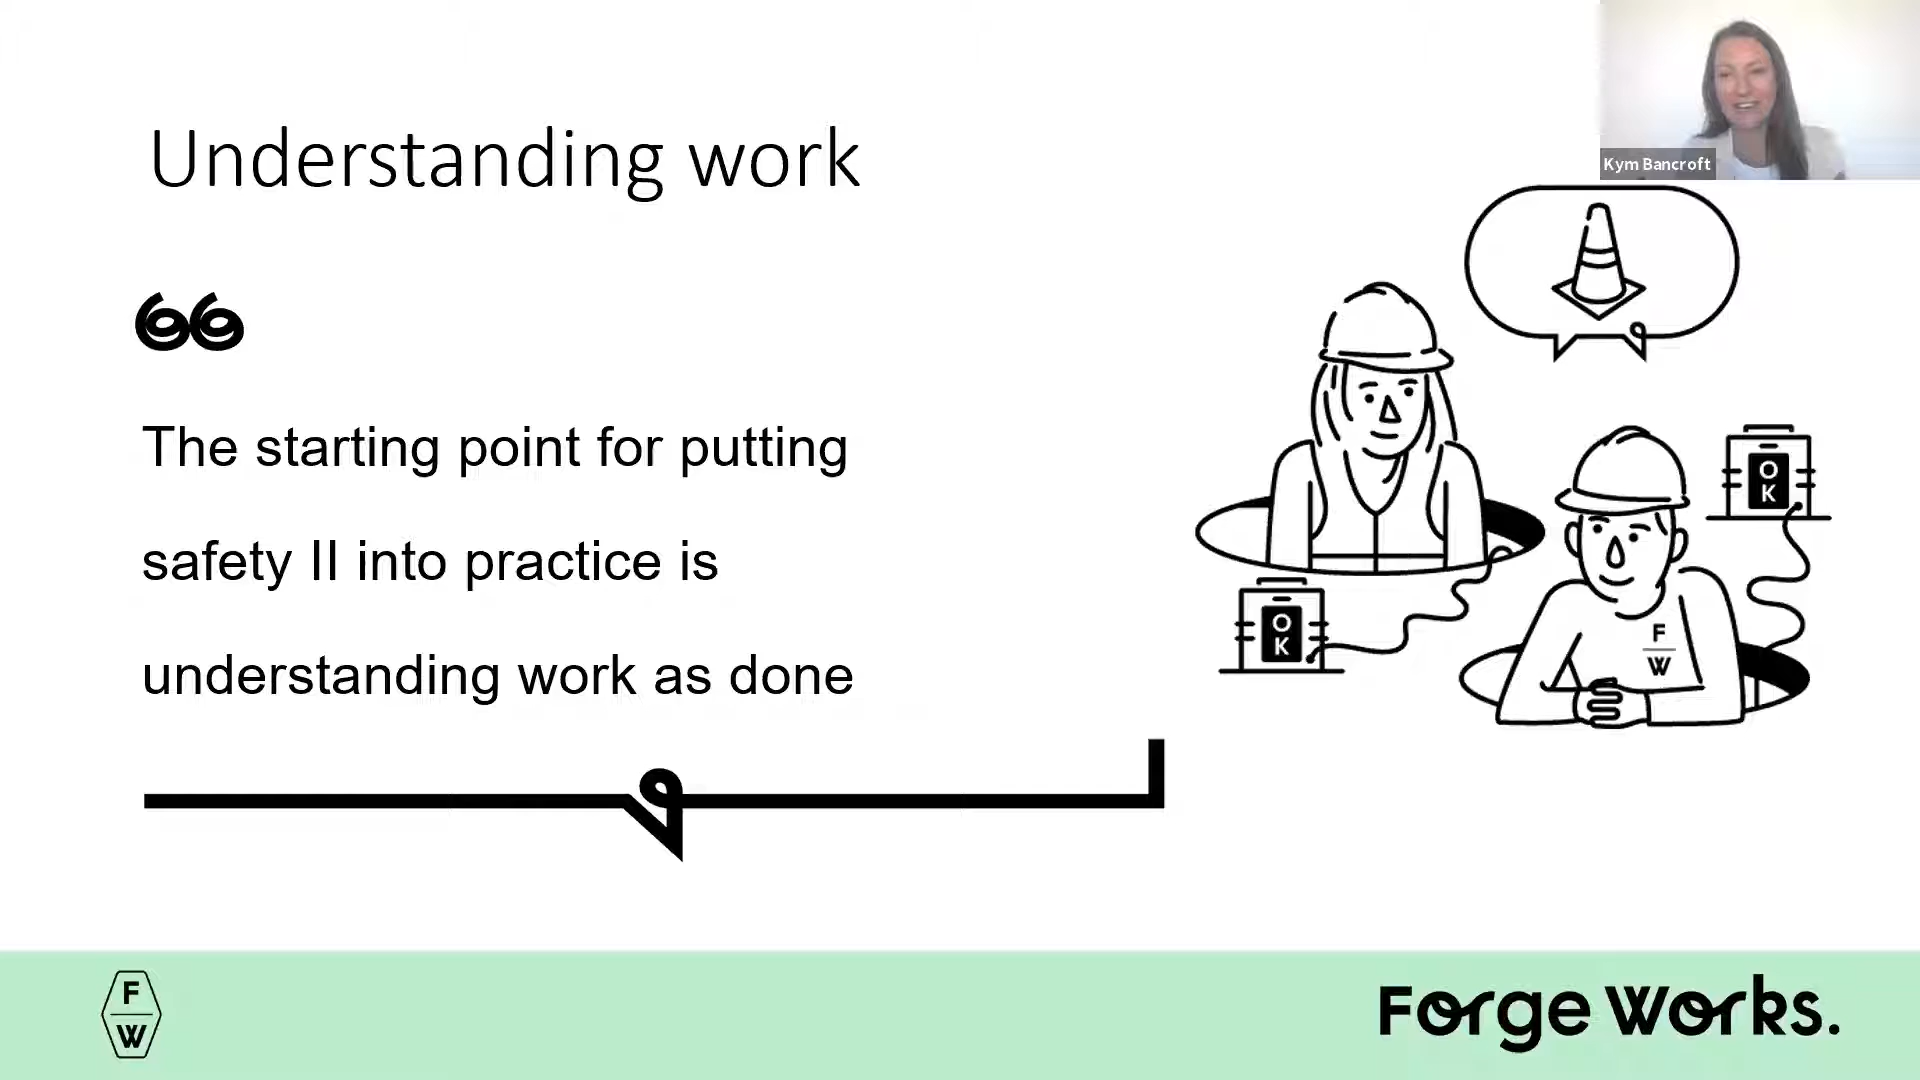 Kym Bancroft
Understanding work
The starting point for putting
safety II into practice is
understanding work as done
O
K
O
K
F
W
F
W
Forge Works.